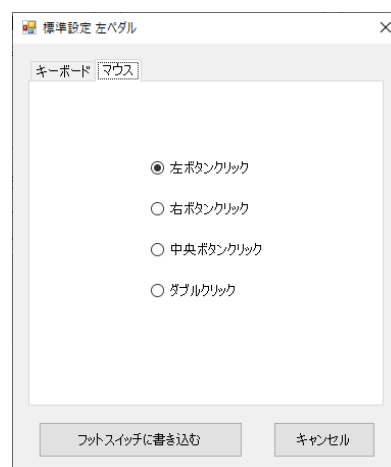 標準設定 左ペダル
キーボード マウス
左ボタンクリック
右ボタンクリック
中央ボタンクリック
ダブルクリック
フットスイッチに書き込む キャンセル